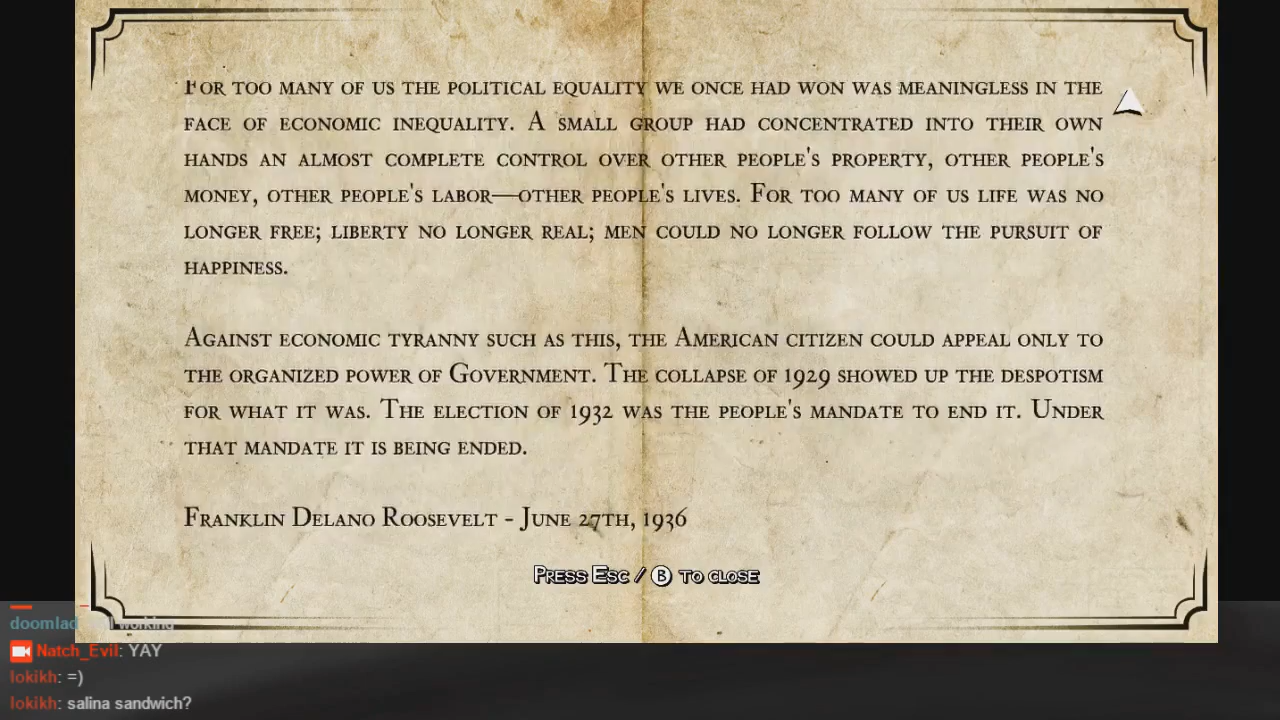 For too many of us the political equality we once had won was meaningless in the
face of economic inequality. A small group had concentrated into their own
hands an almost complete control over other people's property, other people's
money, other people's labor—other people's lives. For too many of us life was no
longer free; liberty no longer real; men could no longer follow the pursuit of
happiness.
Against economic tyranny such as this, the American citizen could appeal only to
the organized power of Government. The collapse of 1929 showed up the despotism
for what it was. The election of 1932 was the people's mandate to end it. Under
that mandate it is being ended.
Franklin Delano Roosevelt - June 27th, 1936
Press Esc / B to close
doomlad working
Natch_Evil: YAY
lokikh: =)
lokikh: salina sandwich?